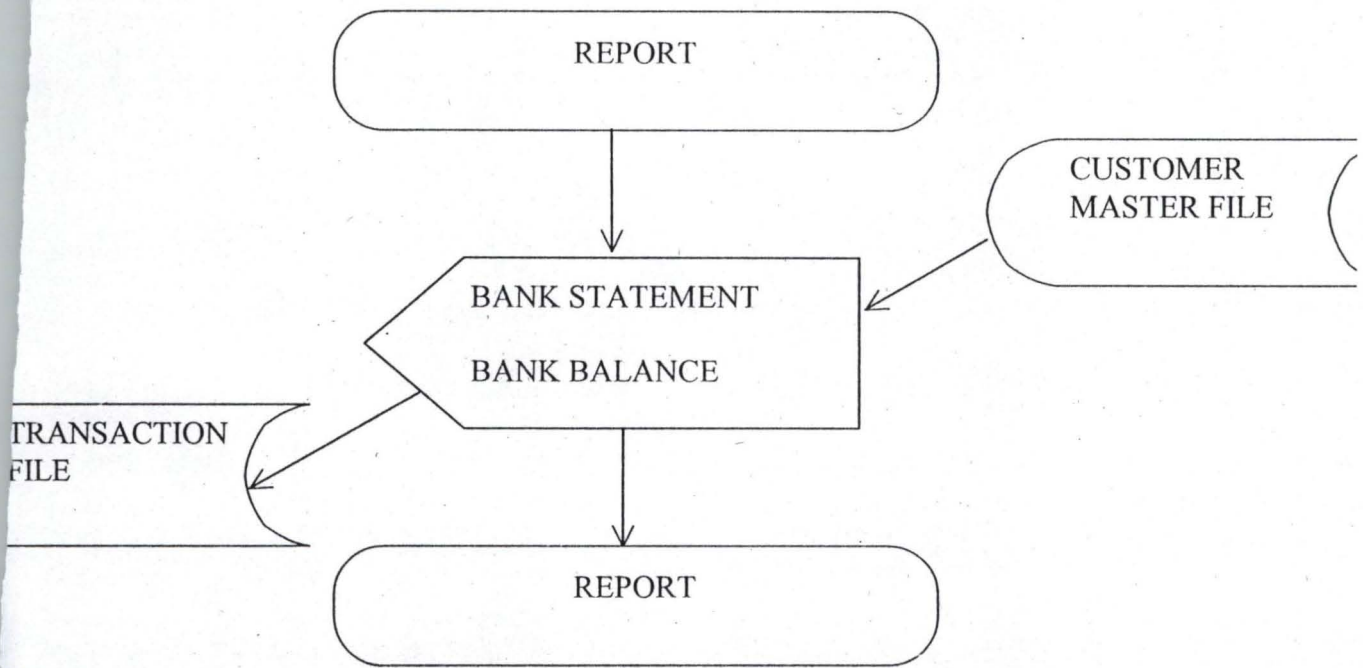 REPORT
CUSTOMER
MASTER FILE
BANK STATEMENT
BANK BALANCE
TRANSACTION
FILE
REPORT